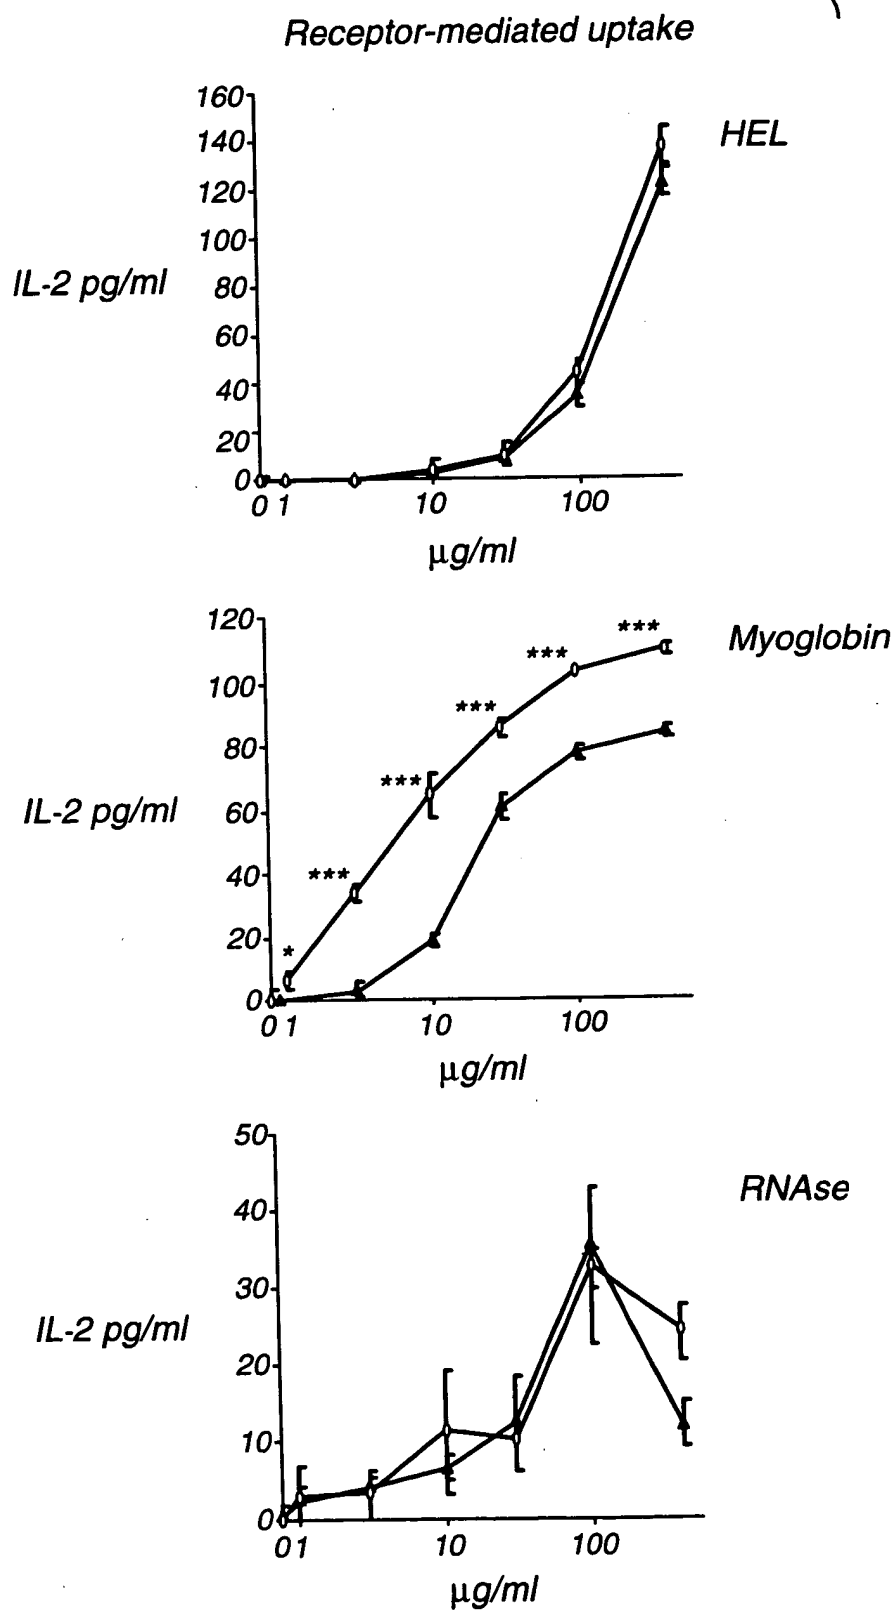 Receptor-mediated uptake
HEL
IL-2 pg/ml
160
140
120
100
80
60
40
20
0
0 1 10 100
µg/ml
Myoglobin
IL-2 pg/ml
120
100
80
60
40
20
0
* *** *** *** *** ***
0 1 10 100
µg/ml
RNAse
IL-2 pg/ml
50
40
30
20
10
0
0 1 10 100
µg/ml